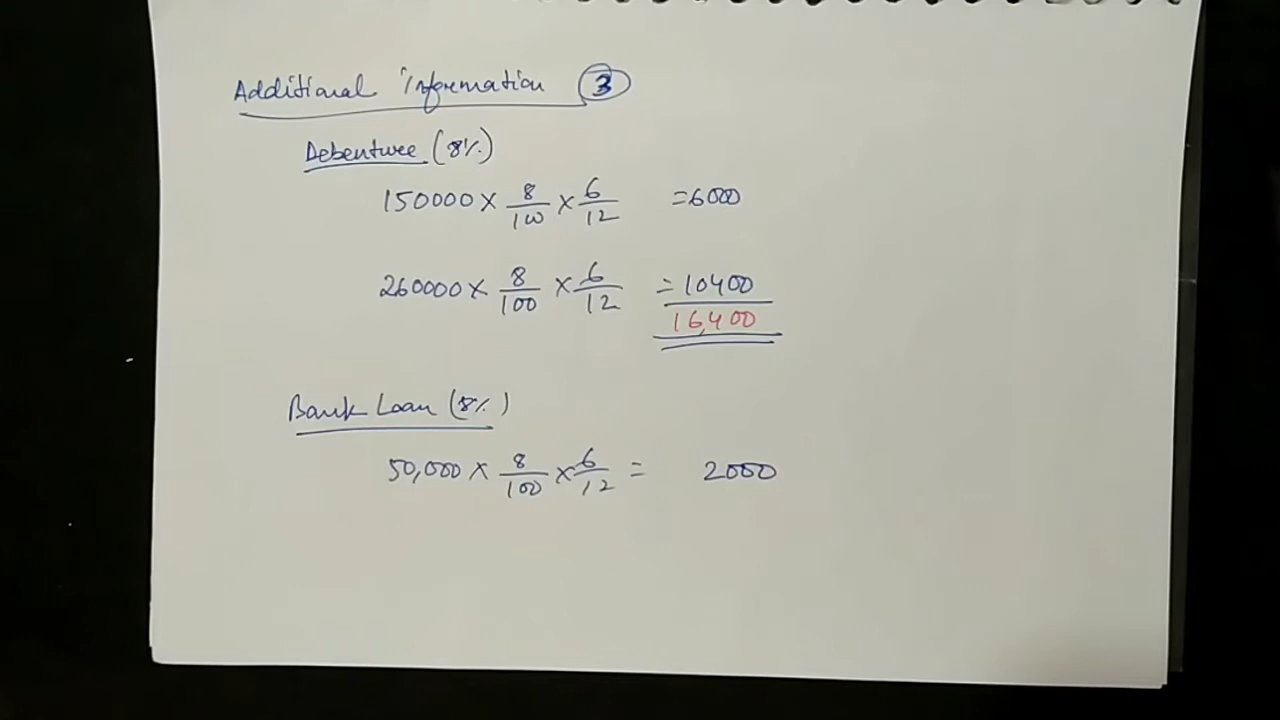 Additional Information 3
Debenture (8%)
150000 × 8/100 × 6/12 = 6000
260000 × 8/100 × 6/12 = 10400
16,400
Bank Loan (8%)
50,000 × 8/100 × 6/12 = 2000